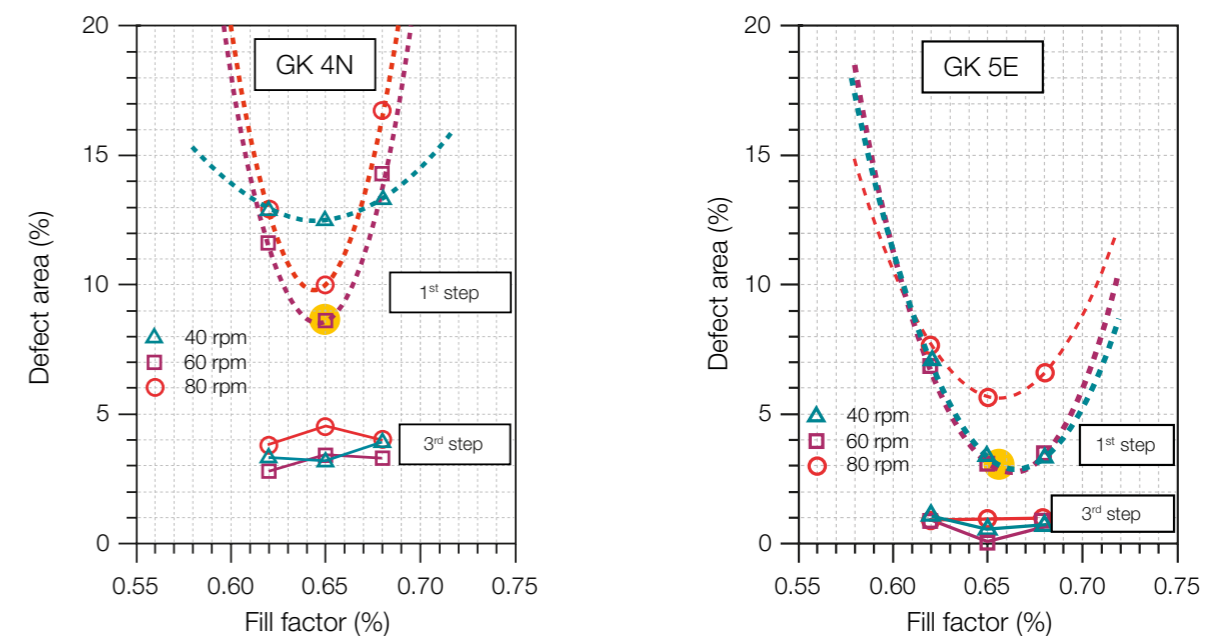 GK 4N
Defect area (%)
20
15
10
5
0
1st step
40 rpm
60 rpm
80 rpm
3rd step
0.55 0.60 0.65 0.70 0.75
Fill factor (%)
GK 5E
Defect area (%)
20
15
10
5
0
40 rpm
60 rpm
80 rpm
1st step
3rd step
0.55 0.60 0.65 0.70 0.75
Fill factor (%)